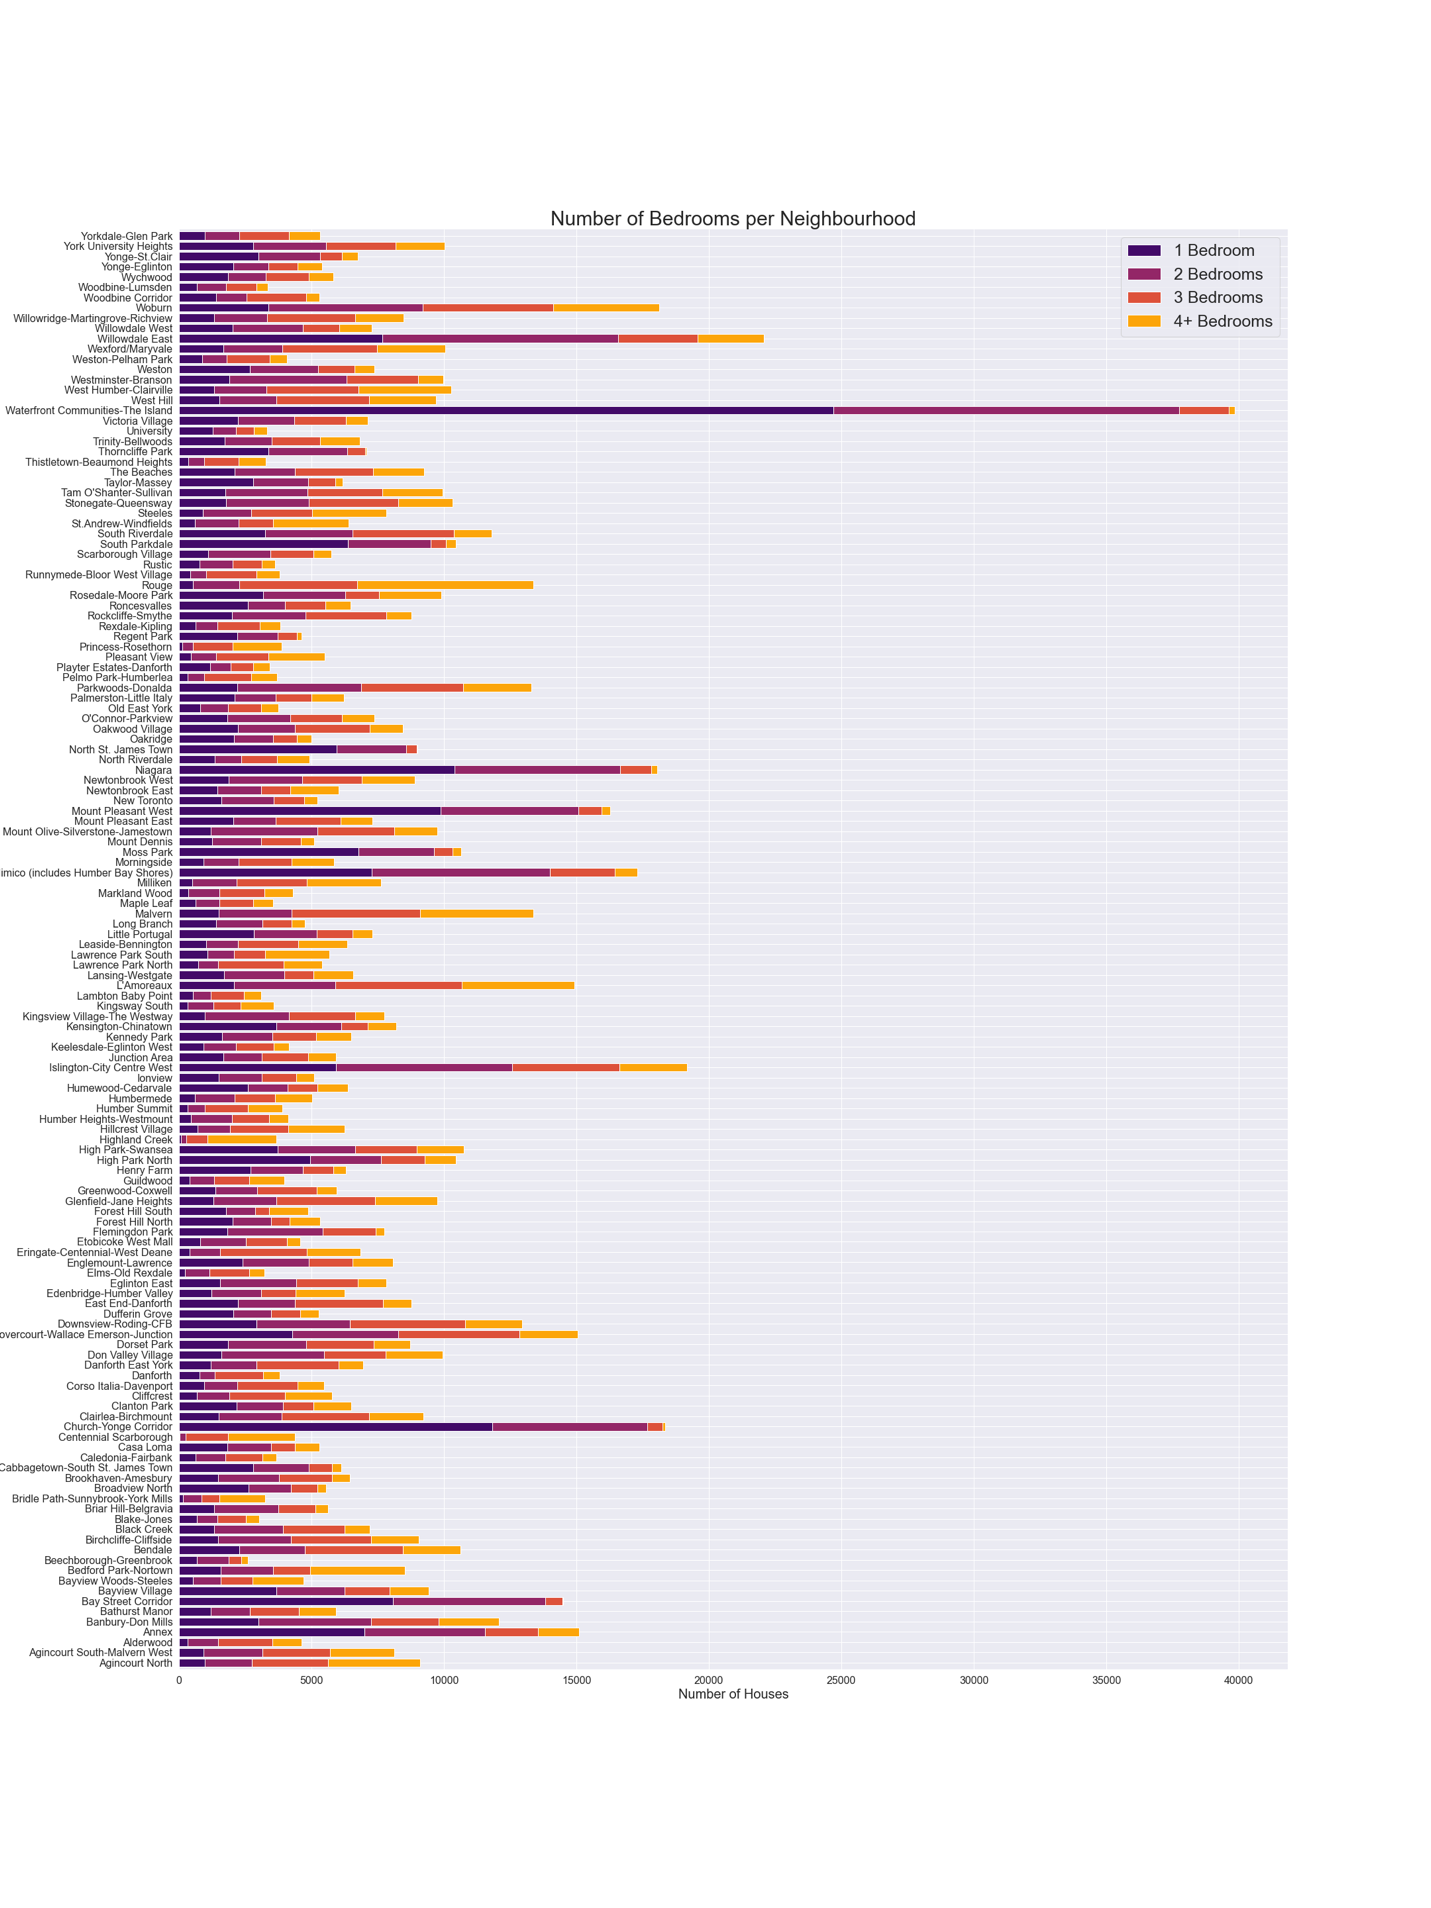 Number of Bedrooms per Neighbourhood
1 Bedroom
2 Bedrooms
3 Bedrooms
4+ Bedrooms
Yorkdale-Glen Park
York University Heights
Yonge-St.Clair
Yonge-Eglinton
Wychwood
Woodbine-Lumsden
Woodbine Corridor
Woburn
Willowridge-Martingrove-Richview
Willowdale West
Willowdale East
Wexford/Maryvale
Weston-Pelham Park
Weston
Westminster-Branson
West Humber-Clairville
West Hill
Waterfront Communities-The Island
Victoria Village
University
Trinity-Bellwoods
Thorncliffe Park
Thistletown-Beaumond Heights
The Beaches
Taylor-Massey
Tam O'Shanter-Sullivan
Stonegate-Queensway
Steeles
St.Andrew-Windfields
South Riverdale
South Parkdale
Scarborough Village
Rustic
Runnymede-Bloor West Village
Rouge
Rosedale-Moore Park
Roncesvalles
Rockcliffe-Smythe
Rexdale-Kipling
Regent Park
Princess-Rosethorn
Pleasant View
Playter Estates-Danforth
Pelmo Park-Humberlea
Parkwoods-Donalda
Palmerston-Little Italy
Old East York
O'Connor-Parkview
Oakwood Village
Oakridge
North St. James Town
North Riverdale
Niagara
Newtonbrook West
Newtonbrook East
New Toronto
Mount Pleasant West
Mount Pleasant East
Mount Olive-Silverstone-Jamestown
Mount Dennis
Moss Park
Morningside
imico (includes Humber Bay Shores)
Milliken
Markland Wood
Maple Leaf
Malvern
Long Branch
Little Portugal
Leaside-Bennington
Lawrence Park South
Lawrence Park North
Lansing-Westgate
L'Amoreaux
Lambton Baby Point
Kingsway South
Kingsview Village-The Westway
Kensington-Chinatown
Kennedy Park
Keelesdale-Eglinton West
Junction Area
Islington-City Centre West
Ionview
Humewood-Cedarvale
Humbermede
Humber Summit
Humber Heights-Westmount
Hillcrest Village
Highland Creek
High Park-Swansea
High Park North
Henry Farm
Guildwood
Greenwood-Coxwell
Glenfield-Jane Heights
Forest Hill South
Forest Hill North
Flemingdon Park
Etobicoke West Mall
Eringate-Centennial-West Deane
Englemount-Lawrence
Elms-Old Rexdale
Eglinton East
Edenbridge-Humber Valley
East End-Danforth
Dufferin Grove
Downsview-Roding-CFB
overcourt-Wallace Emerson-Junction
Dorset Park
Don Valley Village
Danforth East York
Danforth
Corso Italia-Davenport
Cliffcrest
Clanton Park
Clairlea-Birchmount
Church-Yonge Corridor
Centennial Scarborough
Casa Loma
Caledonia-Fairbank
Cabbagetown-South St. James Town
Brookhaven-Amesbury
Broadview North
Bridle Path-Sunnybrook-York Mills
Briar Hill-Belgravia
Blake-Jones
Black Creek
Birchcliffe-Cliffside
Bendale
Beechborough-Greenbrook
Bedford Park-Nortown
Bayview Woods-Steeles
Bayview Village
Bay Street Corridor
Bathurst Manor
Banbury-Don Mills
Annex
Alderwood
Agincourt South-Malvern West
Agincourt North
0 5000 10000 15000 20000 25000 30000 35000 40000
Number of Houses